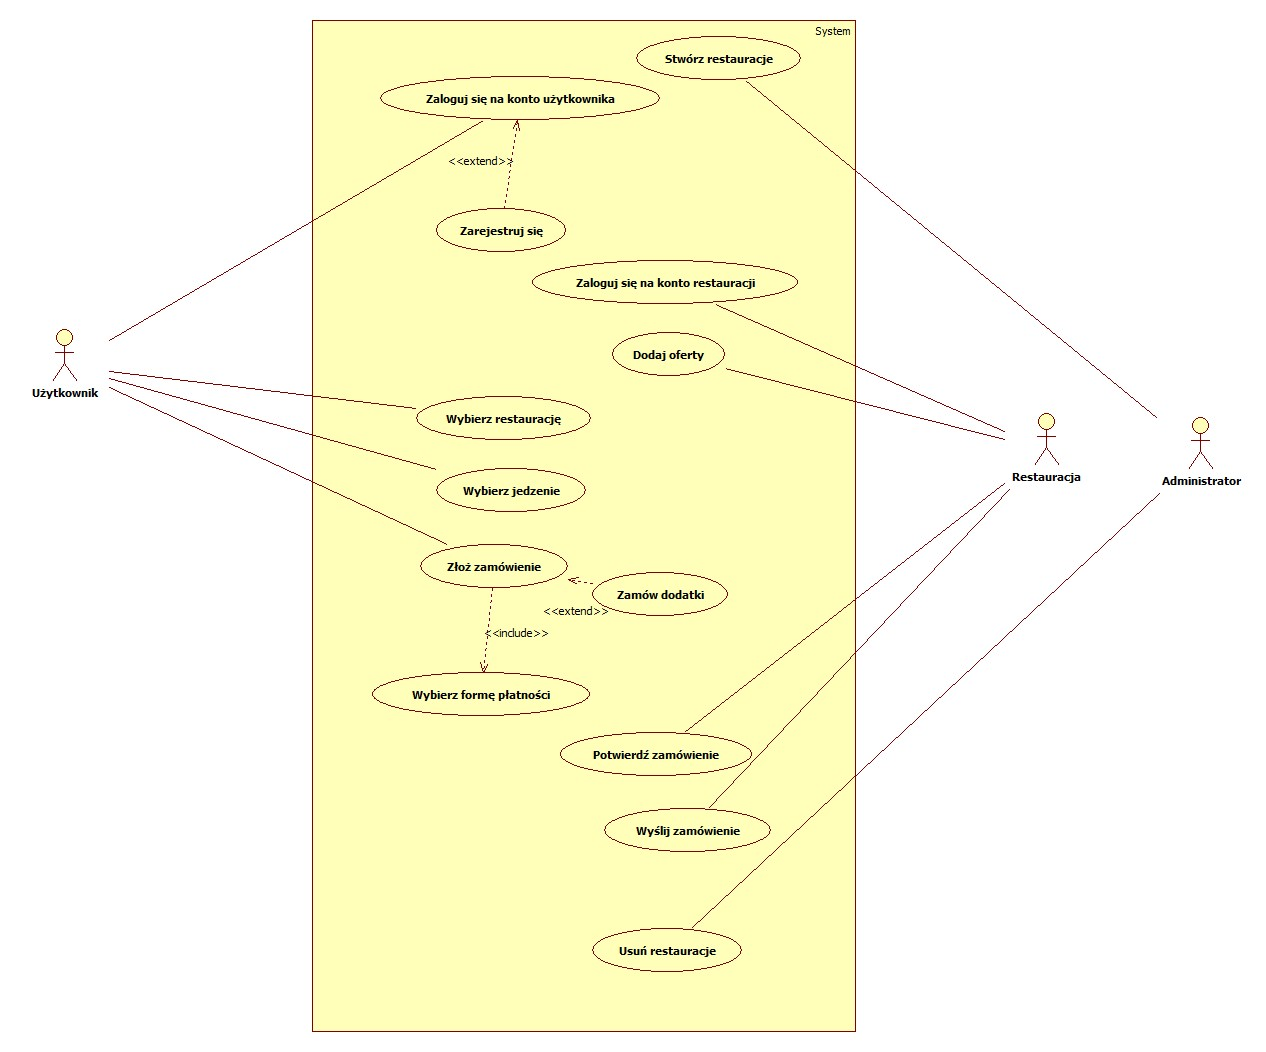 System
Stwórz restauracje
Zaloguj się na konto użytkownika
<<extend>>
Zarejestruj się
Zaloguj się na konto restauracji
Dodaj oferty
Użytkownik
Wybierz restaurację
Restauracja
Administrator
Wybierz jedzenie
Złoż zamówienie
Zamów dodatki
<<extend>>
<<include>>
Wybierz formę płatności
Potwierdź zamówienie
Wyślij zamówienie
Usuń restauracje